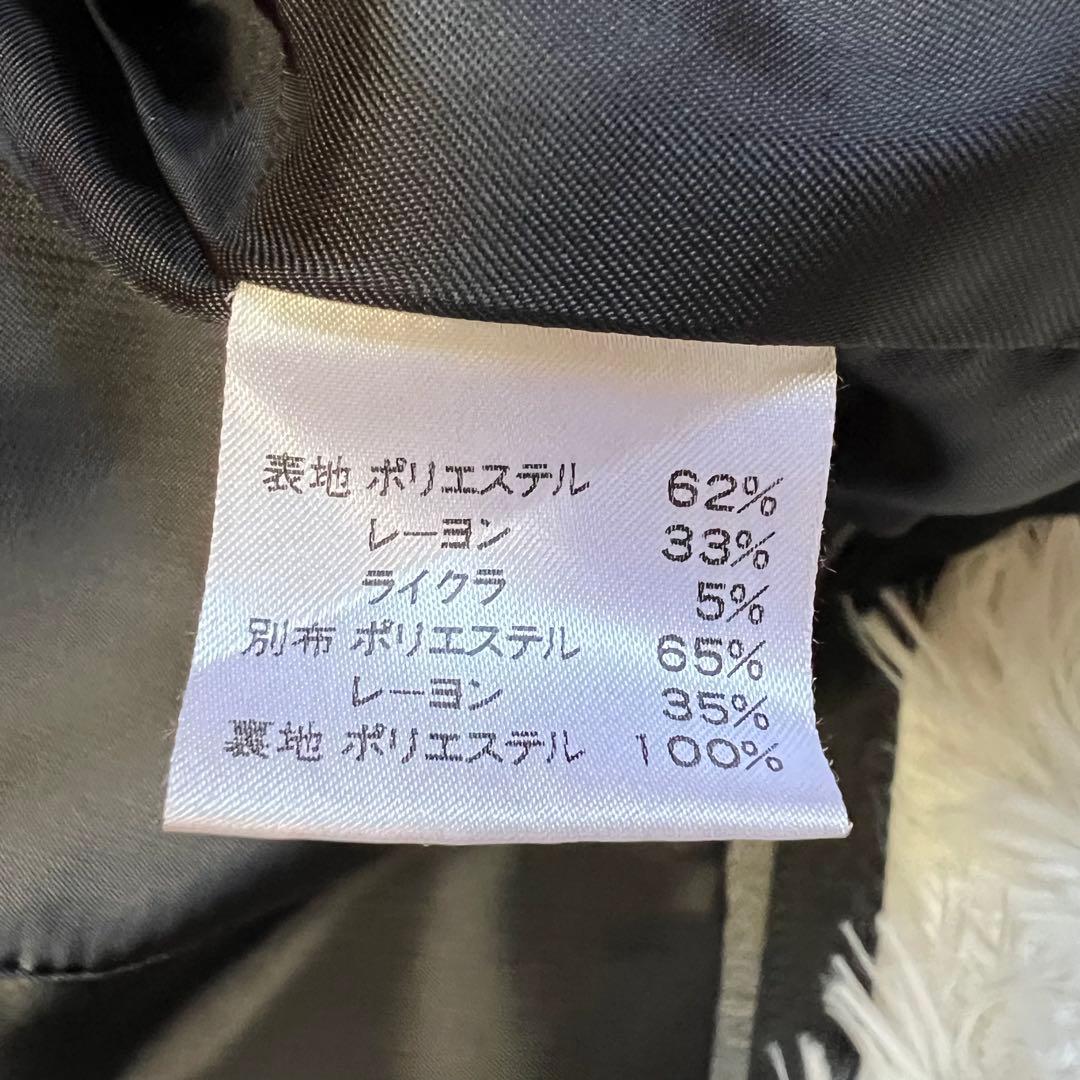 表地 ポリエステル 62%
レーヨン 33%
ライクラ 5%
別布 ポリエステル 65%
レーヨン 35%
裏地 ポリエステル 100%